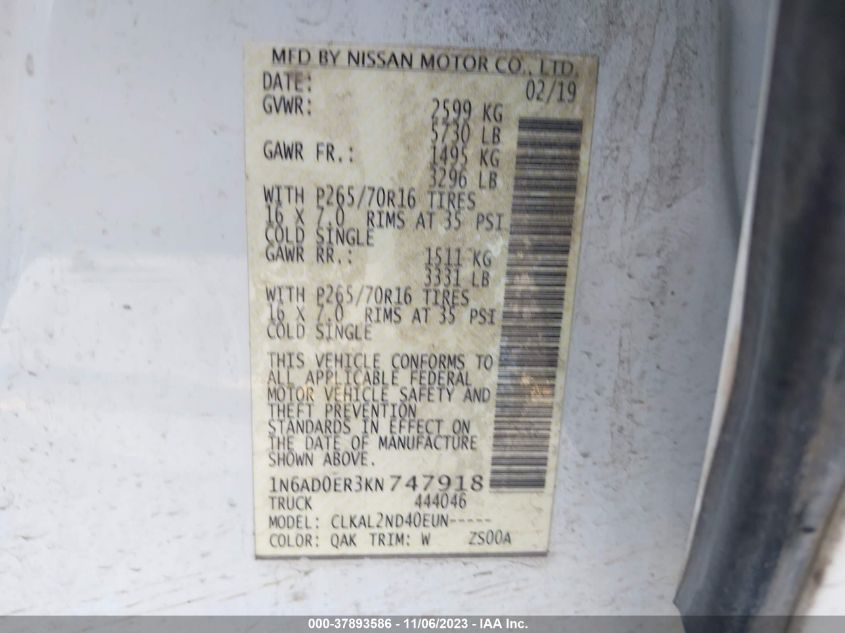 MFD BY NISSAN MOTOR CO., LTD.
DATE: 02/19
GVWR: 2599 KG
5730 LB
GAWR FR.: 1495 KG
3296 LB
WITH P265/70R16 TIRES
16 X 7.0 RIMS AT 35 PSI
COLD SINGLE
GAWR RR.: 1511 KG
3331 LB
WITH P265/70R16 TIRES
16 X 7.0 RIMS AT 35 PSI
COLD SINGLE
THIS VEHICLE CONFORMS TO
ALL APPLICABLE FEDERAL
MOTOR VEHICLE SAFETY AND
THEFT PREVENTION
STANDARDS IN EFFECT ON
THE DATE OF MANUFACTURE
SHOWN ABOVE.
1N6AD0ER3KN747918
TRUCK 444046
MODEL: CLKAL2ND40EUN-----
COLOR: QAK TRIM: W ZS00A
000-37893586 - 11/06/2023 - IAA Inc.